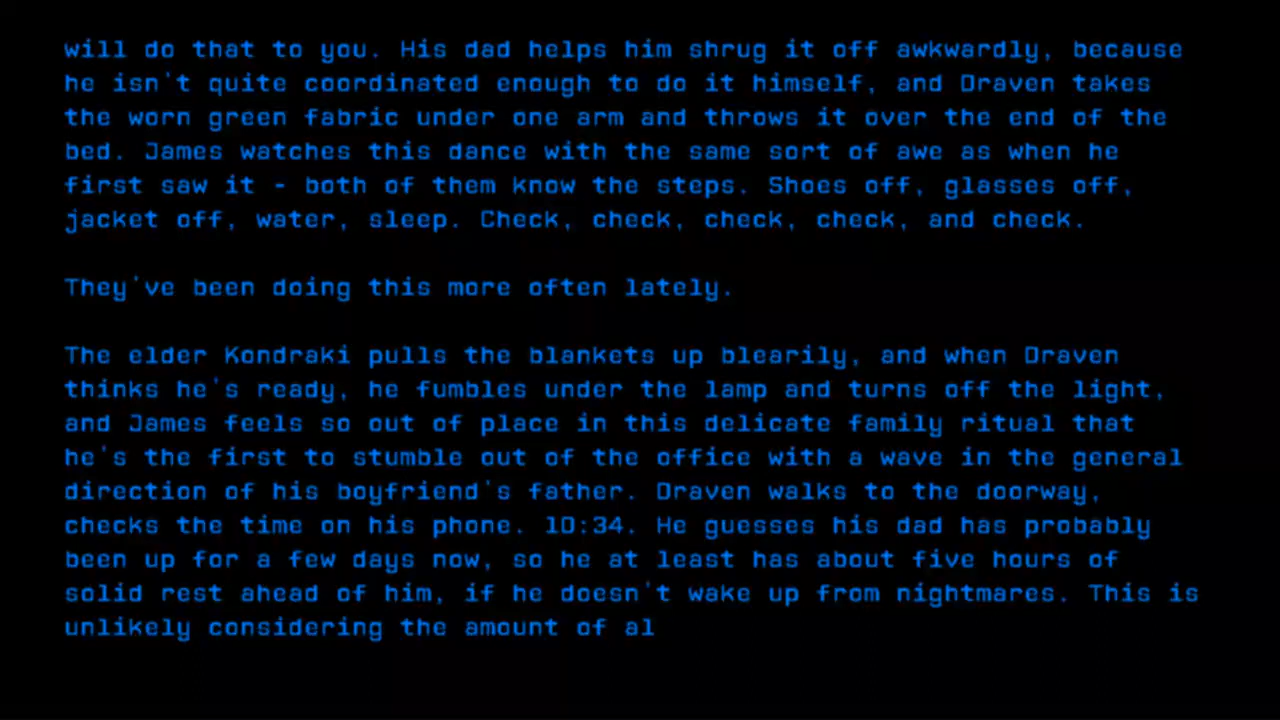 will do that to you. His dad helps him shrug it off awkwardly, because
he isn't quite coordinated enough to do it himself, and Draven takes
the worn green fabric under one arm and throws it over the end of the
bed. James watches this dance with the same sort of awe as when he
first saw it - both of them know the steps. Shoes off, glasses off,
jacket off, water, sleep. Check, check, check, check, and check.
They've been doing this more often lately.
The elder Kondraki pulls the blankets up blearily, and when Draven
thinks he's ready, he fumbles under the lamp and turns off the light,
and James feels so out of place in this delicate family ritual that
he's the first to stumble out of the office with a wave in the general
direction of his boyfriend's father. Draven walks to the doorway,
checks the time on his phone. 10:34. He guesses his dad has probably
been up for a few days now, so he at least has about five hours of
solid rest ahead of him, if he doesn't wake up from nightmares. This is
unlikely considering the amount of al